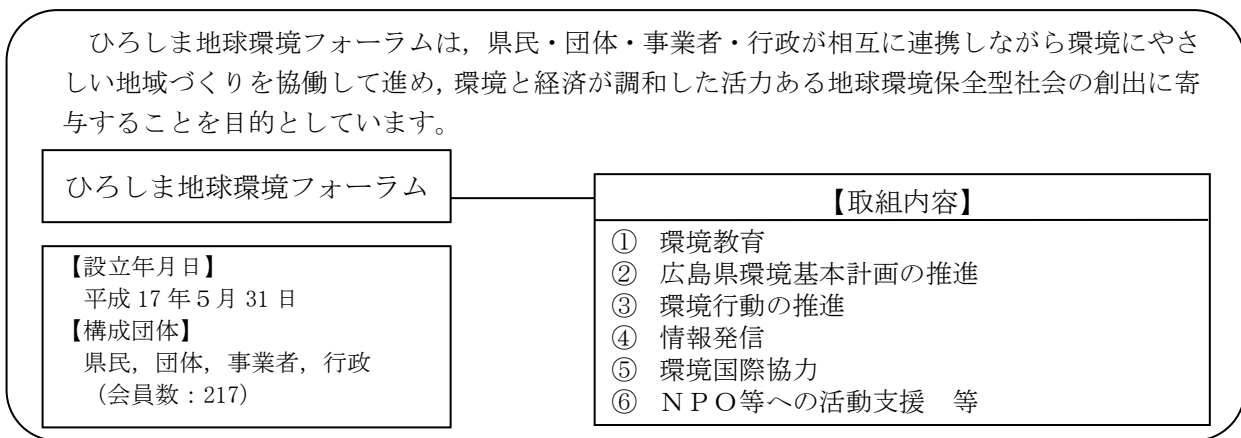 ひろしま地球環境フォーラムは，県民・団体・事業者・行政が相互に連携しながら環境にやさ
しい地域づくりを協働して進め，環境と経済が調和した活力ある地球環境保全型社会の創出に寄
与することを目的としています。
ひろしま地球環境フォーラム
【設立年月日】
平成 17 年５月 31 日
【構成団体】
県民，団体，事業者，行政
（会員数：217）
【取組内容】
① 環境教育
② 広島県環境基本計画の推進
③ 環境行動の推進
④ 情報発信
⑤ 環境国際協力
⑥ ＮＰＯ等への活動支援　等